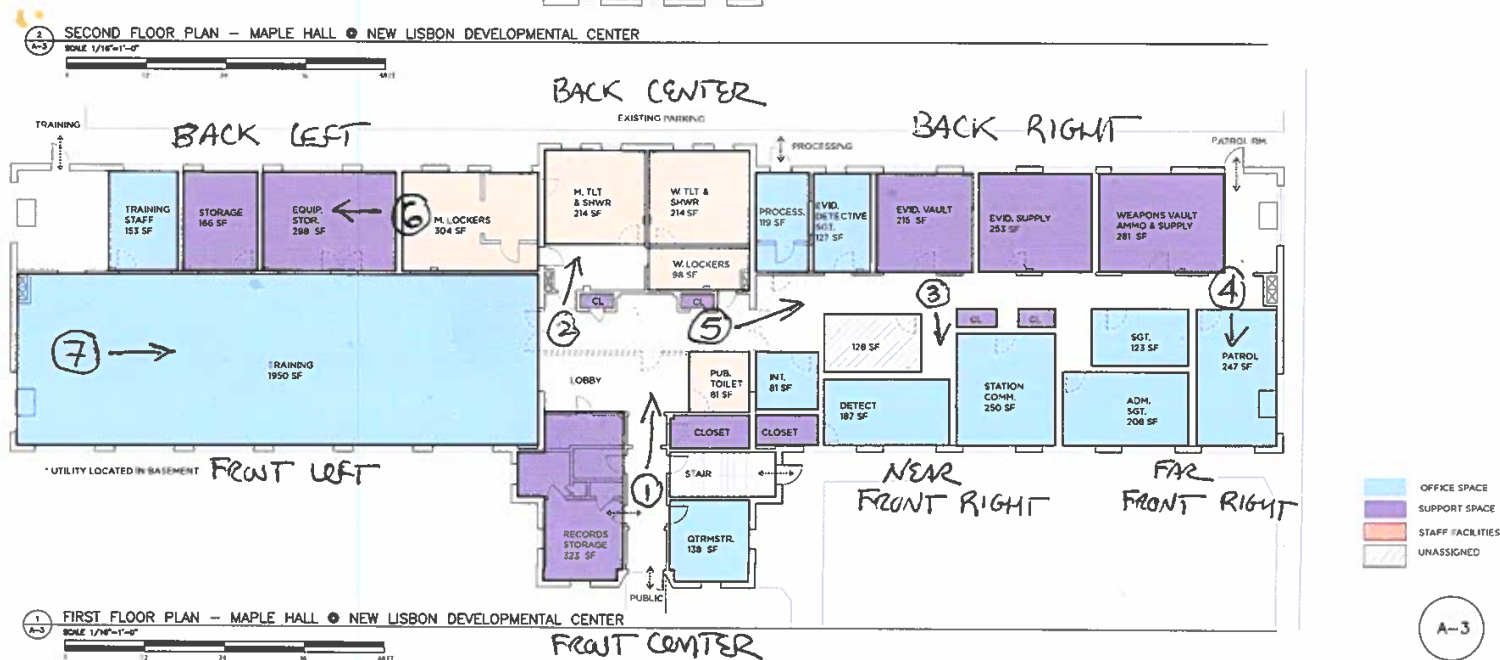 2
A-3
SECOND FLOOR PLAN - MAPLE HALL @ NEW LISBON DEVELOPMENTAL CENTER
SCALE 1/16"=1'-0"
BACK CENTER
EXISTING PARKING
TRAINING
BACK LEFT
BACK RIGHT
PROCESSING
PATROL RM.
TRAINING
STAFF
153 SF
STORAGE
166 SF
EQUIP.
STOR.
298 SF
6
M. LOCKERS
304 SF
M. TLT
& SHWR
214 SF
W. TLT &
SHWR
214 SF
W. LOCKERS
98 SF
PROCESS.
119 SF
EVID.
DETECTIVE
SGT.
127 SF
EVID. VAULT
215 SF
EVID. SUPPLY
253 SF
WEAPONS VAULT
AMMO & SUPPLY
281 SF
CL
CL
2
5
3
4
CL
CL
7
TRAINING
1950 SF
LOBBY
PUB.
TOILET
81 SF
INT.
81 SF
128 SF
DETECT
187 SF
STATION
COMM.
250 SF
SGT.
123 SF
ADM.
SGT.
208 SF
PATROL
247 SF
CLOSET
CLOSET
* UTILITY LOCATED IN BASEMENT
FRONT LEFT
STAIR
1
NEAR
FRONT RIGHT
FAR
FRONT RIGHT
RECORDS
STORAGE
323 SF
QTRMSTR.
138 SF
PUBLIC
OFFICE SPACE
SUPPORT SPACE
STAFF FACILITIES
UNASSIGNED
1
A-3
FIRST FLOOR PLAN - MAPLE HALL @ NEW LISBON DEVELOPMENTAL CENTER
SCALE 1/16"=1'-0"
FRONT CENTER
A-3